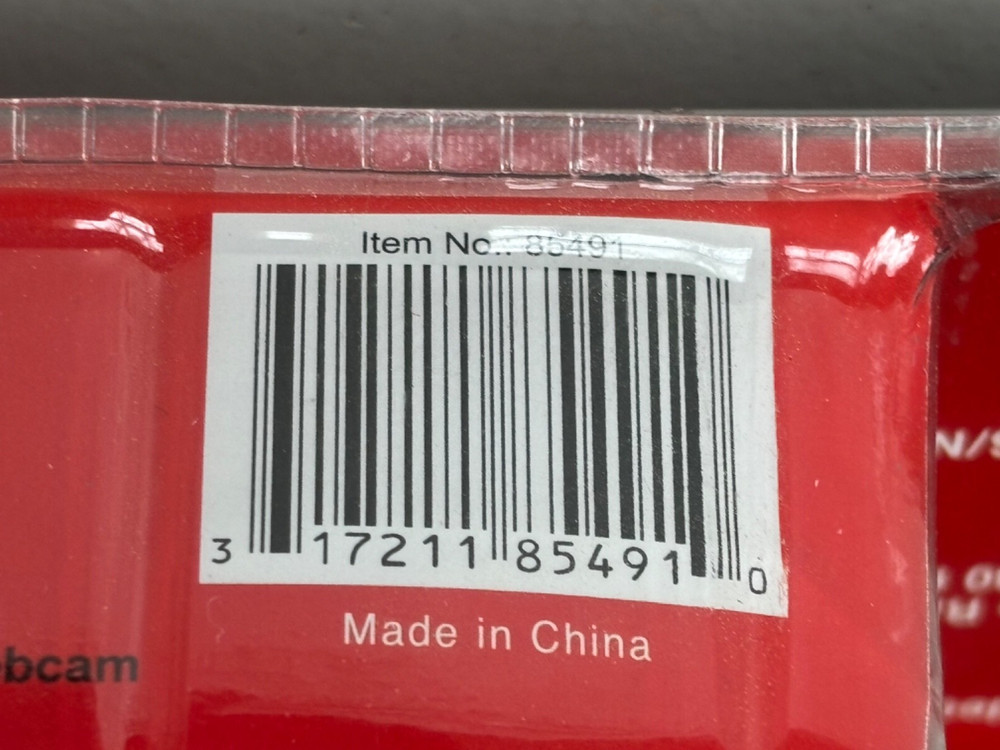 Item No.: 85491
3 17211 85491 0
Made in China
bcam
N/S